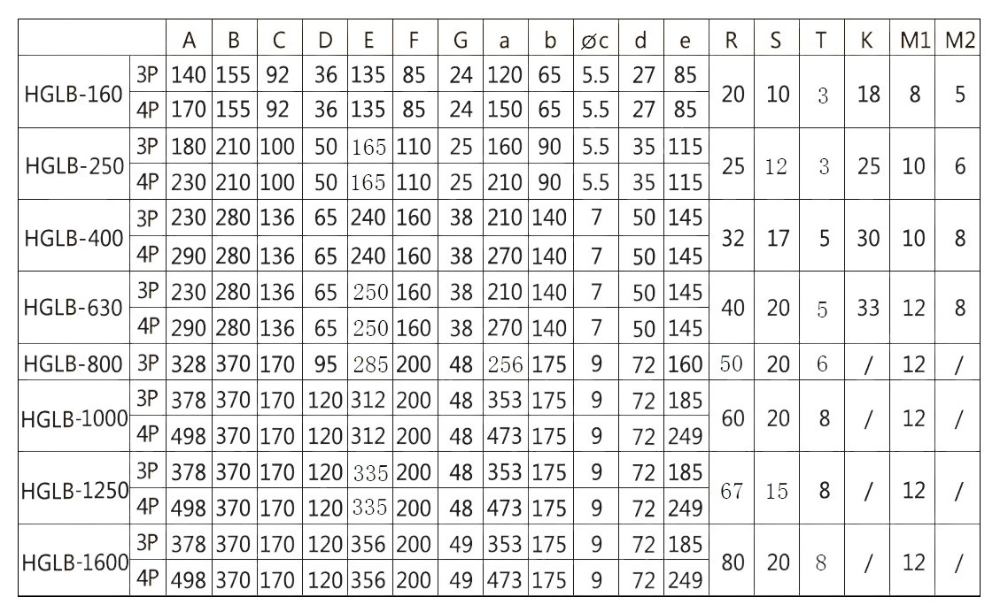 A B C D E F G a b øc d e R S T K M1 M2
HGLB-160 3P 140 155 92 36 135 85 24 120 65 5.5 27 85 20 10 3 18 8 5
4P 170 155 92 36 135 85 24 150 65 5.5 27 85
HGLB-250 3P 180 210 100 50 165 110 25 160 90 5.5 35 115 25 12 3 25 10 6
4P 230 210 100 50 165 110 25 210 90 5.5 35 115
HGLB-400 3P 230 280 136 65 240 160 38 210 140 7 50 145 32 17 5 30 10 8
4P 290 280 136 65 240 160 38 270 140 7 50 145
HGLB-630 3P 230 280 136 65 250 160 38 210 140 7 50 145 40 20 5 33 12 8
4P 290 280 136 65 250 160 38 270 140 7 50 145
HGLB-800 3P 328 370 170 95 285 200 48 256 175 9 72 160 50 20 6 / 12 /
HGLB-1000 3P 378 370 170 120 312 200 48 353 175 9 72 185 60 20 8 / 12 /
4P 498 370 170 120 312 200 48 473 175 9 72 249
HGLB-1250 3P 378 370 170 120 335 200 48 353 175 9 72 185 67 15 8 / 12 /
4P 498 370 170 120 335 200 48 473 175 9 72 249
HGLB-1600 3P 378 370 170 120 356 200 49 353 175 9 72 185 80 20 8 / 12 /
4P 498 370 170 120 356 200 49 473 175 9 72 249